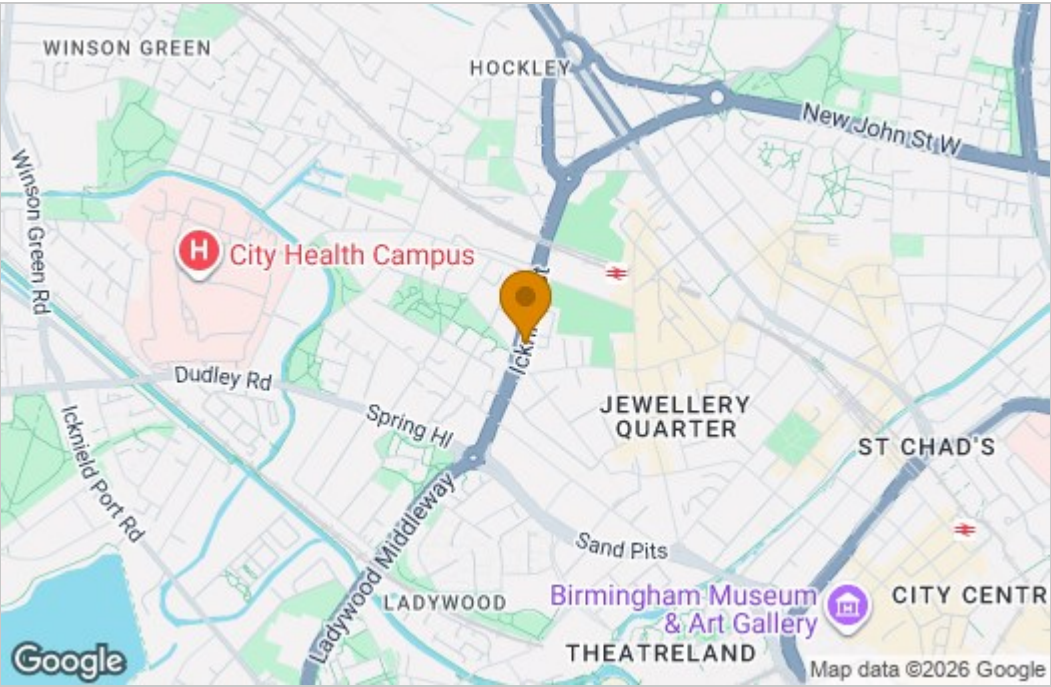 WINSON GREEN
HOCKLEY
New John St W
Winson Green Rd
H
City Health Campus
Dudley Rd
Spring Hl
Icknield Port Rd
JEWELLERY
QUARTER
ST CHAD'S
Ladywood Middleway
Sand Pits
LADYWOOD
Birmingham Museum
& Art Gallery
CITY CENTR
THEATRELAND
Google
Map data ©2026 Google